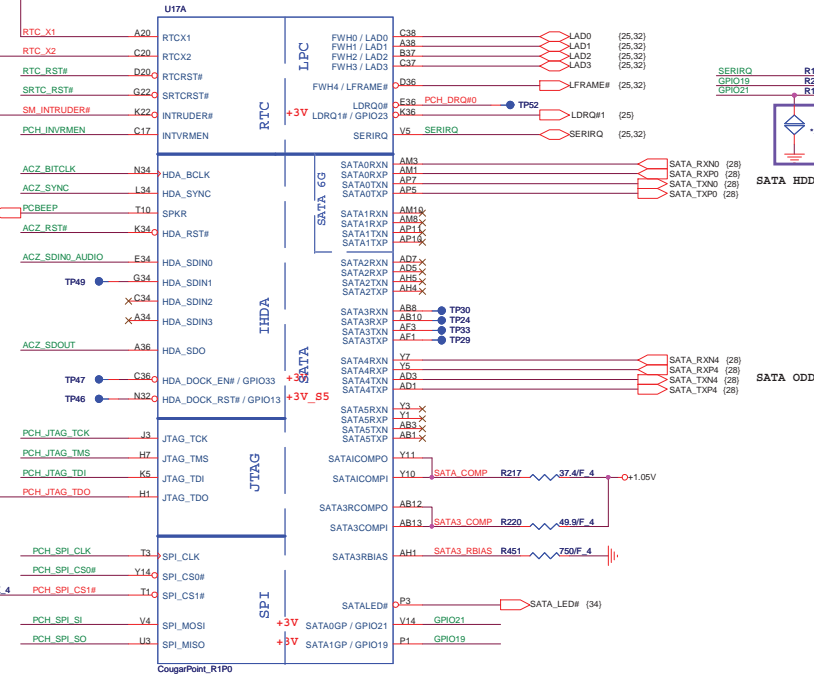 U17A
RTC_X1 A20 RTCX1
RTC_X2 C20 RTCX2
RTC_RST# D20 RTCRST#
SRTC_RST# G22 SRTCRST#
SM_INTRUDER# K22 INTRUDER#
PCH_INVRMEN C17 INTVRMEN
RTC
LPC
+3V
FWH0 / LAD0 C38 LAD0 {25,32}
FWH1 / LAD1 A38 LAD1 {25,32}
FWH2 / LAD2 B37 LAD2 {25,32}
FWH3 / LAD3 C37 LAD3 {25,32}
FWH4 / LFRAME# D36 LFRAME# {25,32}
LDRQ0# E36 PCH_DRQ#0 TP52
LDRQ1# / GPIO23 K36 LDRQ#1 {25}
SERIRQ V5 SERIRQ SERIRQ {25,32}
SERIRQ
GPIO19
GPIO21
ACZ_BITCLK N34 HDA_BCLK
ACZ_SYNC L34 HDA_SYNC
PCBEEP T10 SPKR
ACZ_RST# K34 HDA_RST#
ACZ_SDIN0_AUDIO E34 HDA_SDIN0
TP49 G34 HDA_SDIN1
C34 HDA_SDIN2
A34 HDA_SDIN3
ACZ_SDOUT A36 HDA_SDO
TP47 C36 HDA_DOCK_EN# / GPIO33 +3V
TP46 N32 HDA_DOCK_RST# / GPIO13 +3V_S5
IHDA
SATA 6G
SATA
SATA0RXN AM3 SATA_RXN0 {28}
SATA0RXP AM1 SATA_RXP0 {28}
SATA0TXN AP7 SATA_TXN0 {28}
SATA0TXP AP5 SATA_TXP0 {28}
SATA HDD
SATA1RXN AM10
SATA1RXP AM8
SATA1TXN AP11
SATA1TXP AP10
SATA2RXN AD7
SATA2RXP AD5
SATA2TXN AH5
SATA2TXP AH4
SATA3RXN AB8 TP30
SATA3RXP AB10 TP24
SATA3TXN AF3 TP33
SATA3TXP AF1 TP29
SATA4RXN Y7 SATA_RXN4 {28}
SATA4RXP Y5 SATA_RXP4 {28}
SATA4TXN AD3 SATA_TXN4 {28}
SATA4TXP AD1 SATA_TXP4 {28}
SATA ODD
SATA5RXN Y3
SATA5RXP Y1
SATA5TXN AB3
SATA5TXP AB1
PCH_JTAG_TCK J3 JTAG_TCK
PCH_JTAG_TMS H7 JTAG_TMS
PCH_JTAG_TDI K5 JTAG_TDI
PCH_JTAG_TDO H1 JTAG_TDO
JTAG
SATAICOMPO Y11
SATAICOMPI Y10 SATA_COMP R217 37.4/F_4 +1.05V
SATA3RCOMPO AB12
SATA3COMPI AB13 SATA3_COMP R220 49.9/F_4
SATA3RBIAS AH1 SATA3_RBIAS R451 750/F_4
PCH_SPI_CLK T3 SPI_CLK
PCH_SPI_CS0# Y14 SPI_CS0#
_4 PCH_SPI_CS1# T1 SPI_CS1#
PCH_SPI_SI V4 SPI_MOSI
PCH_SPI_SO U3 SPI_MISO
SPI
SATALED# P3 SATA_LED# {34}
+3V SATA0GP / GPIO21 V14 GPIO21
+3V SATA1GP / GPIO19 P1 GPIO19
CougarPoint_R1P0